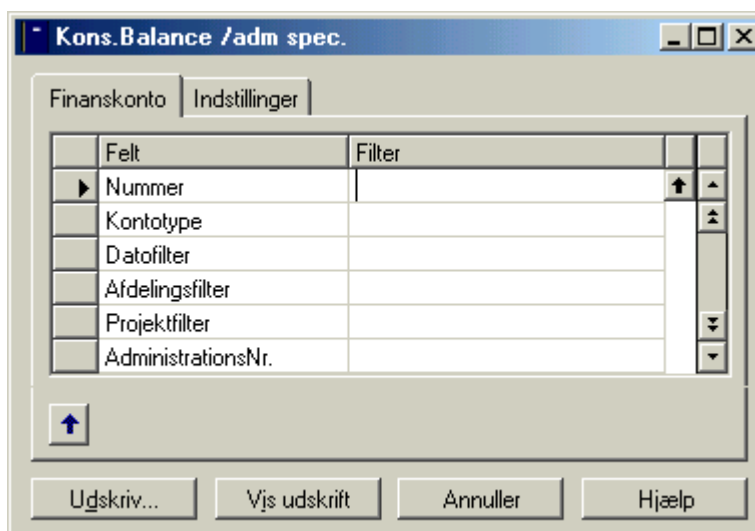 Kons.Balance /adm spec.
Finanskonto Indstillinger
Felt Filter
Nummer
Kontotype
Datofilter
Afdelingsfilter
Projektfilter
AdministrationsNr.
Udskriv... Vis udskrift Annuller Hjælp